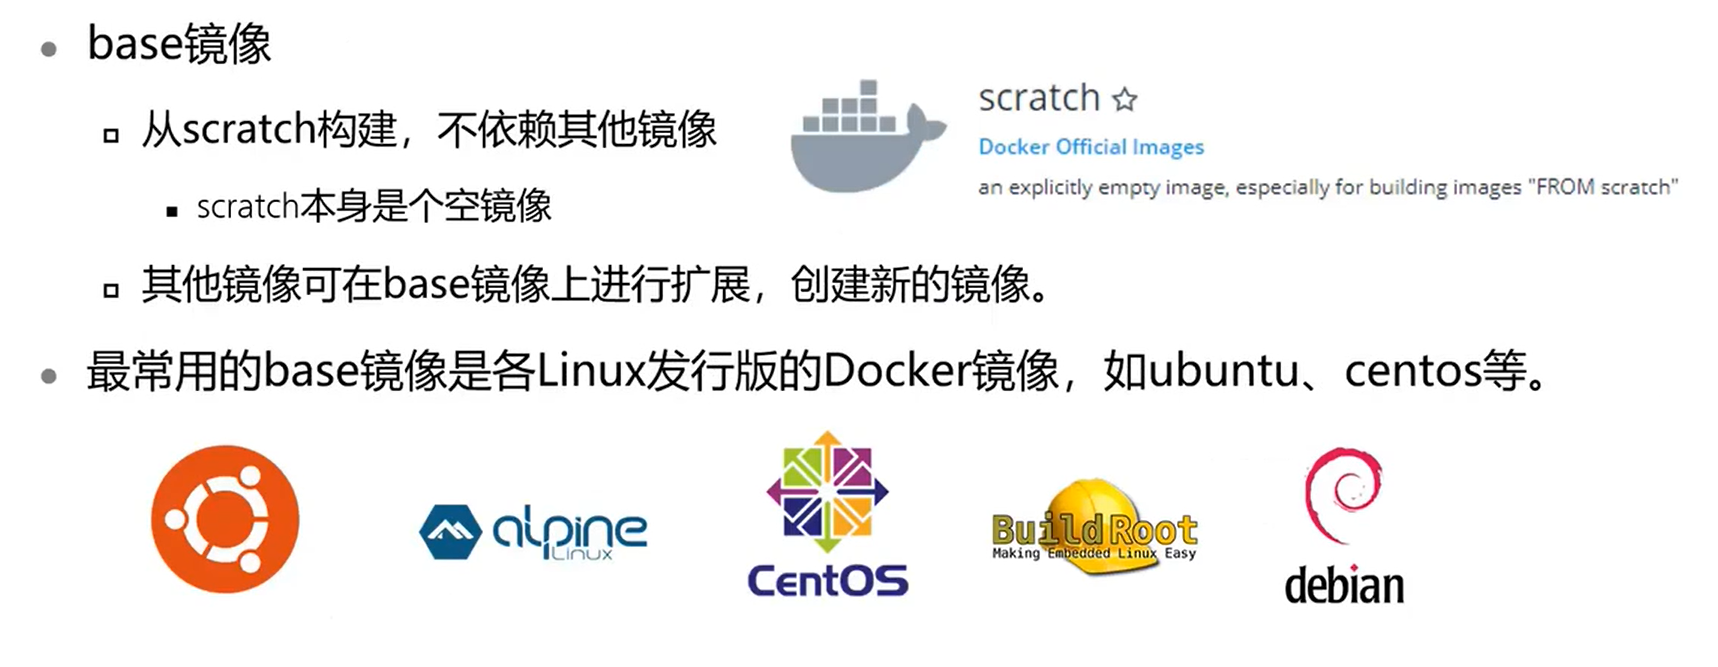 base镜像
从scratch构建，不依赖其他镜像
scratch本身是个空镜像
scratch
Docker Official Images
an explicitly empty image, especially for building images "FROM scratch"
其他镜像可在base镜像上进行扩展，创建新的镜像。
最常用的base镜像是各Linux发行版的Docker镜像，如ubuntu、centos等。
alpine
Linux
CentOS
BuildRoot
Making Embedded Linux Easy
debian